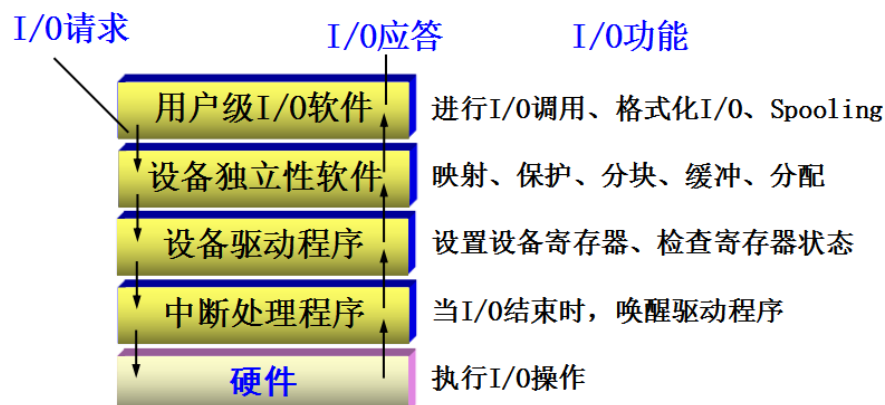 I/O请求 I/O应答 I/O功能
用户级I/O软件 进行I/O调用、格式化I/O、Spooling
设备独立性软件 映射、保护、分块、缓冲、分配
设备驱动程序 设置设备寄存器、检查寄存器状态
中断处理程序 当I/O结束时，唤醒驱动程序
硬件 执行I/O操作